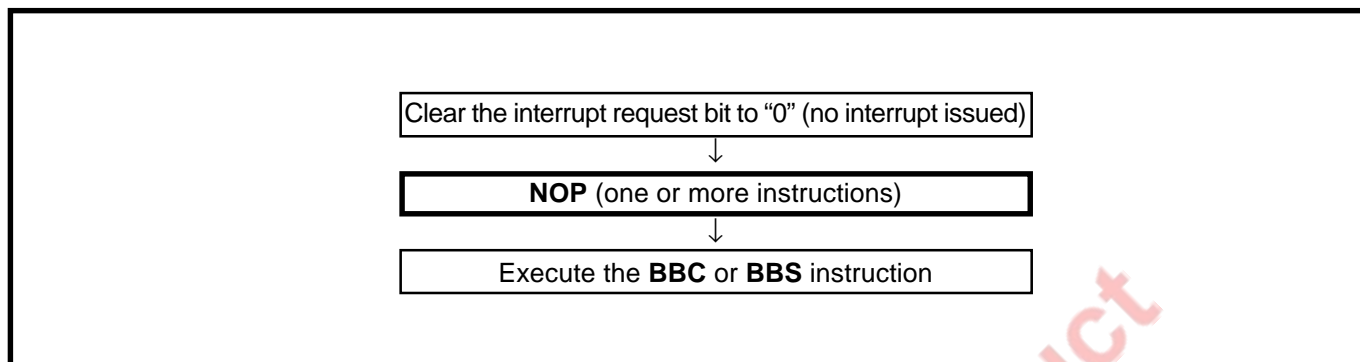 Clear the interrupt request bit to “0” (no interrupt issued)
↓
NOP (one or more instructions)
↓
Execute the BBC or BBS instruction